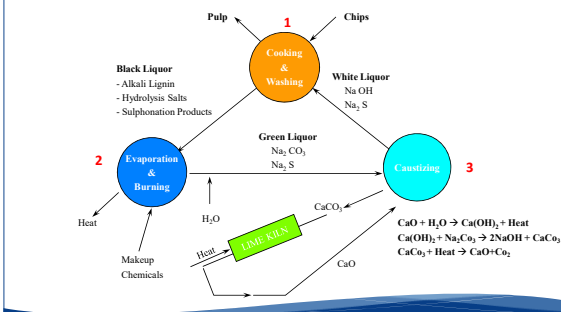 1
Pulp
Chips
Cooking
&
Washing
Black Liquor
- Alkali Lignin
- Hydrolysis Salts
- Sulphonation Products
White Liquor
Na OH
Na₂ S
Green Liquor
Na₂ CO₃
Na₂ S
2
Evaporation
&
Burning
Caustizing
3
Heat
H₂O
Makeup
Chemicals
CaCO₃
LIME KILN
Heat
CaO
CaO + H₂O → Ca(OH)₂ + Heat
Ca(OH)₂ + Na₂Co₃ → 2NaOH + CaCo₃
CaCo₃ + Heat → CaO+Co₂